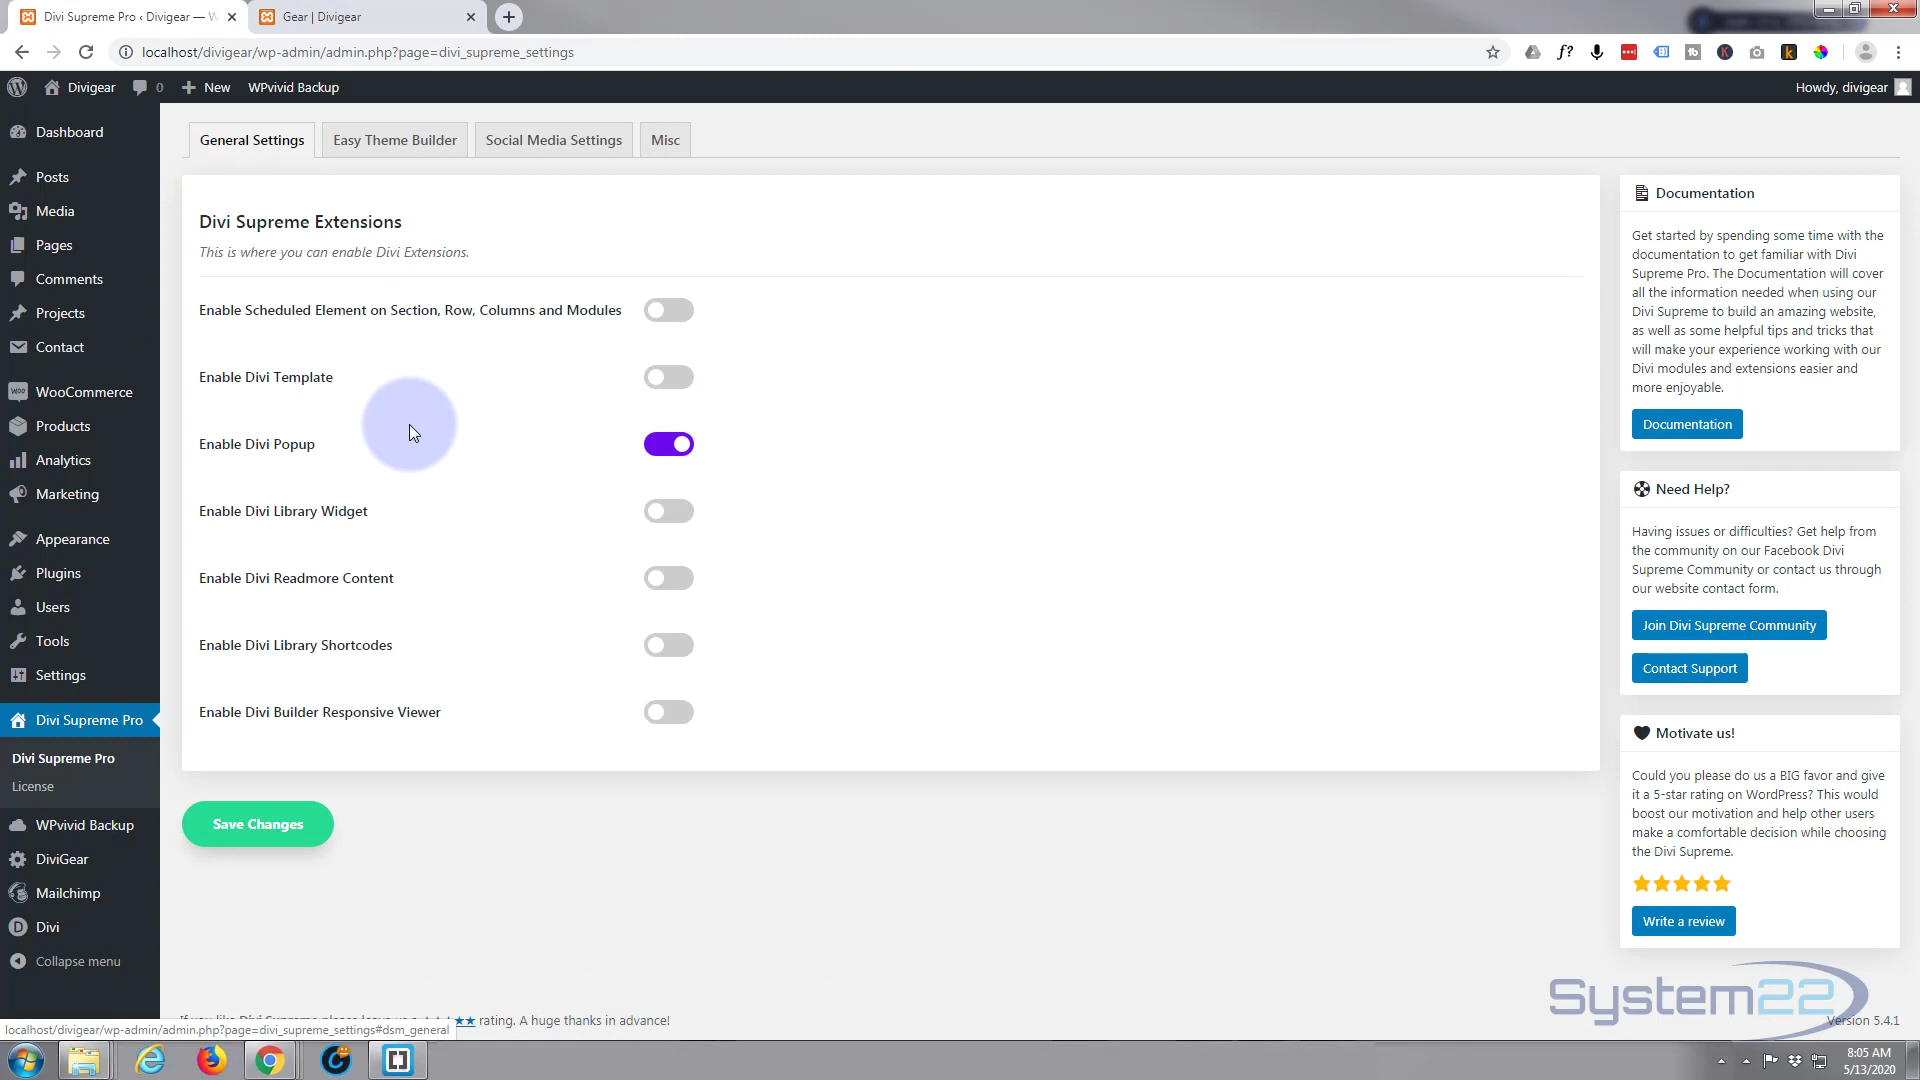 Divi Supreme Pro ‹ Divigear — W
Gear | Divigear
localhost/divigear/wp-admin/admin.php?page=divi_supreme_settings
Divigear
0
New
WPvivid Backup
Howdy, divigear
Dashboard
Posts
Media
Pages
Comments
Projects
Contact
WooCommerce
Products
Analytics
Marketing
Appearance
Plugins
Users
Tools
Settings
Divi Supreme Pro
Divi Supreme Pro
License
WPvivid Backup
DiviGear
Mailchimp
Divi
Collapse menu
General Settings
Easy Theme Builder
Social Media Settings
Misc
Divi Supreme Extensions
This is where you can enable Divi Extensions.
Enable Scheduled Element on Section, Row, Columns and Modules
Enable Divi Template
Enable Divi Popup
Enable Divi Library Widget
Enable Divi Readmore Content
Enable Divi Library Shortcodes
Enable Divi Builder Responsive Viewer
Save Changes
Documentation
Get started by spending some time with the
documentation to get familiar with Divi
Supreme Pro. The Documentation will cover
all the information needed when using our
Divi Supreme to build an amazing website,
as well as some helpful tips and tricks that
will make your experience working with our
Divi modules and extensions easier and
more enjoyable.
Documentation
Need Help?
Having issues or difficulties? Get help from
the community on our Facebook Divi
Supreme Community or contact us through
our website contact form.
Join Divi Supreme Community
Contact Support
Motivate us!
Could you please do us a BIG favor and give
it a 5-star rating on WordPress? This would
boost our motivation and help other users
make a comfortable decision while choosing
the Divi Supreme.
Write a review
System22
rating. A huge thanks in advance!
Version 5.4.1
localhost/divigear/wp-admin/admin.php?page=divi_supreme_settings#dsm_general
8:05 AM
5/13/2020